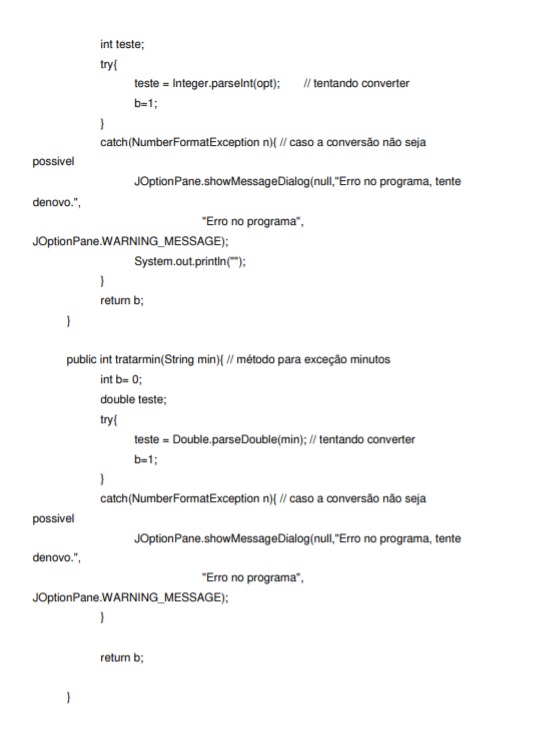 int teste;
try{
teste = Integer.parseInt(opt); // tentando converter
b=1;
}
catch(NumberFormatException n){ // caso a conversão não seja
possivel
JOptionPane.showMessageDialog(null,"Erro no programa, tente
denovo.",
"Erro no programa",
JOptionPane.WARNING_MESSAGE);
System.out.println("");
}
return b;
}
public int tratarmin(String min){ // método para exceção minutos
int b= 0;
double teste;
try{
teste = Double.parseDouble(min); // tentando converter
b=1;
}
catch(NumberFormatException n){ // caso a conversão não seja
possivel
JOptionPane.showMessageDialog(null,"Erro no programa, tente
denovo.",
"Erro no programa",
JOptionPane.WARNING_MESSAGE);
}
return b;
}